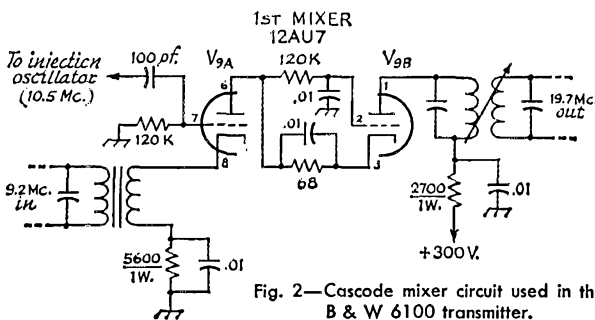 1ST MIXER
12AU7
To injection
oscillator
(10.5 Mc.)
100 pf.
V9A
120K
V9B
6
.01
1
7
2
120K
8
.01
3
68
19.7Mc.
out
9.2Mc.
in
2700
1W.
.01
5600
1W.
.01
+300V.
Fig. 2—Cascode mixer circuit used in th
B & W 6100 transmitter.